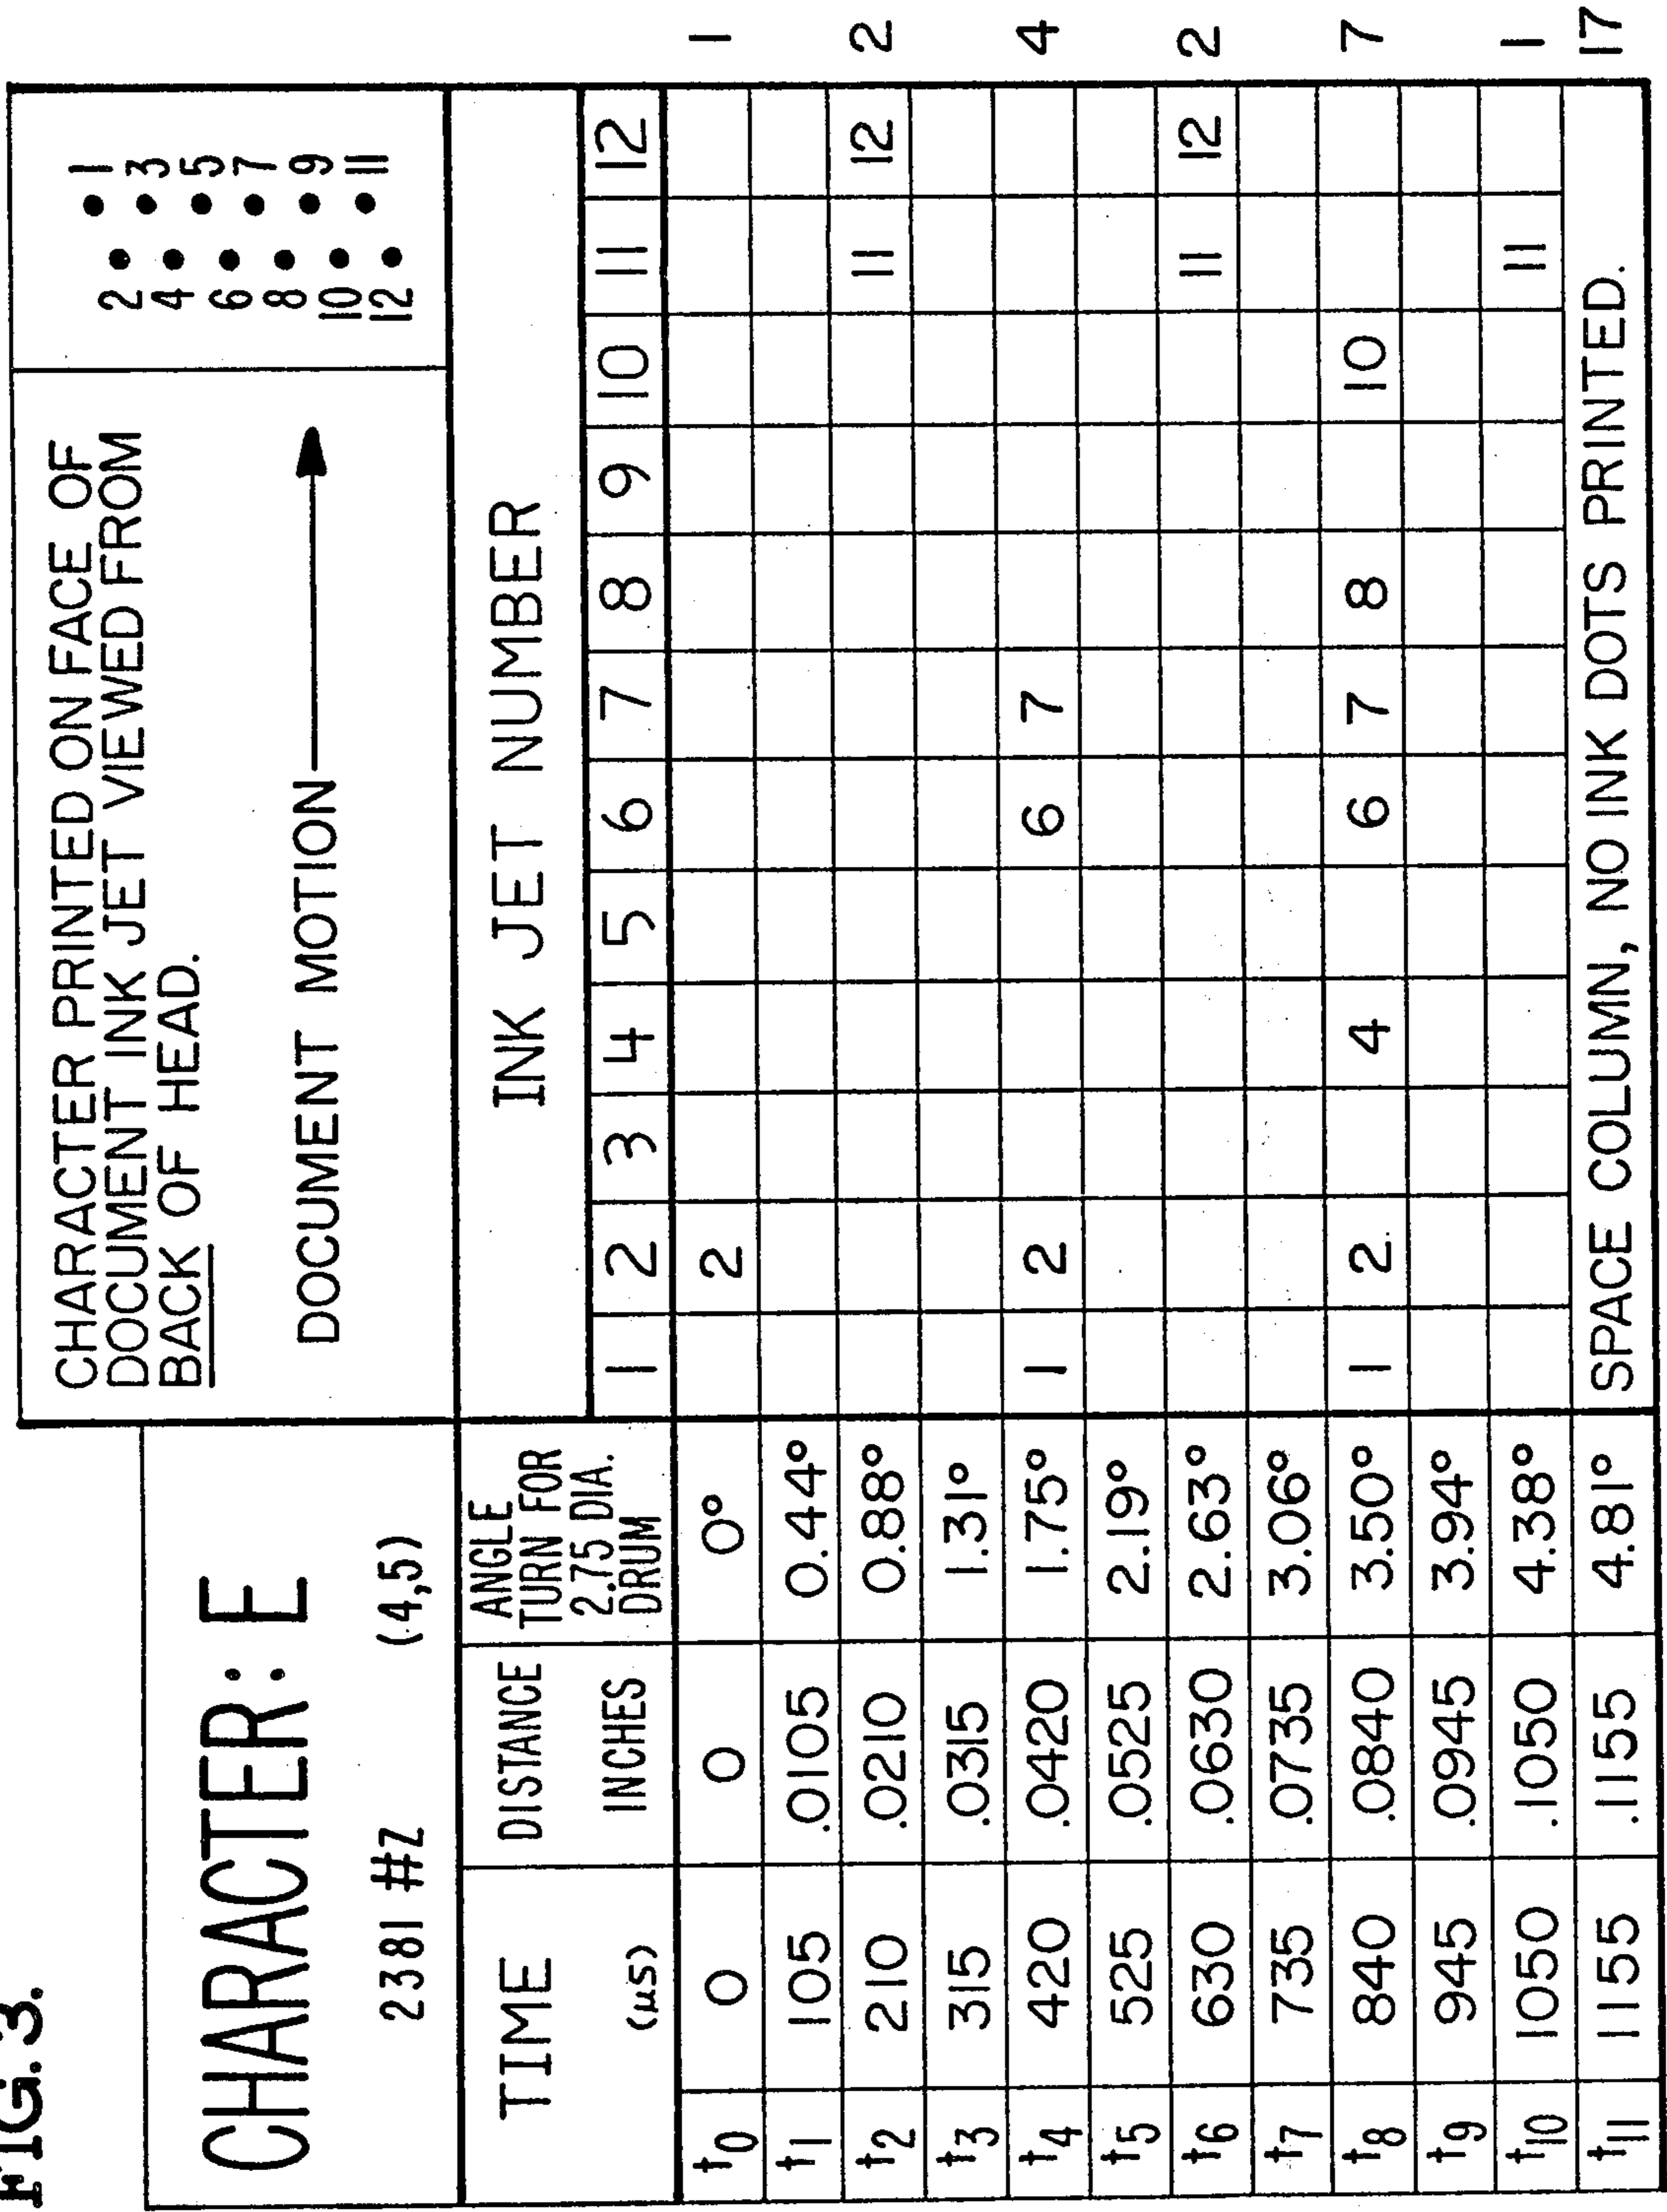 FIG. 3.
CHARACTER: E
2381 #Z (4,5)
CHARACTER PRINTED ON FACE OF
DOCUMENT INK JET VIEWED FROM
BACK OF HEAD.
DOCUMENT MOTION
2 1
4 3
6 5
8 7
10 9
12 11
TIME (µs) DISTANCE INCHES ANGLE TURN FOR 2.75 DIA. DRUM INK JET NUMBER
1 2 3 4 5 6 7 8 9 10 11 12
t0 0 0 0° 2 1
t1 105 .0105 0.44°
t2 210 .0210 0.88° 11 12 2
t3 315 .0315 1.31°
t4 420 .0420 1.75° 1 2 6 7 4
t5 525 .0525 2.19°
t6 630 .0630 2.63° 11 12 2
t7 735 .0735 3.06°
t8 840 .0840 3.50° 1 2 4 6 7 8 10 7
t9 945 .0945 3.94°
t10 1050 .1050 4.38° 11 1
t11 1155 .1155 4.81° SPACE COLUMN, NO INK DOTS PRINTED. 17